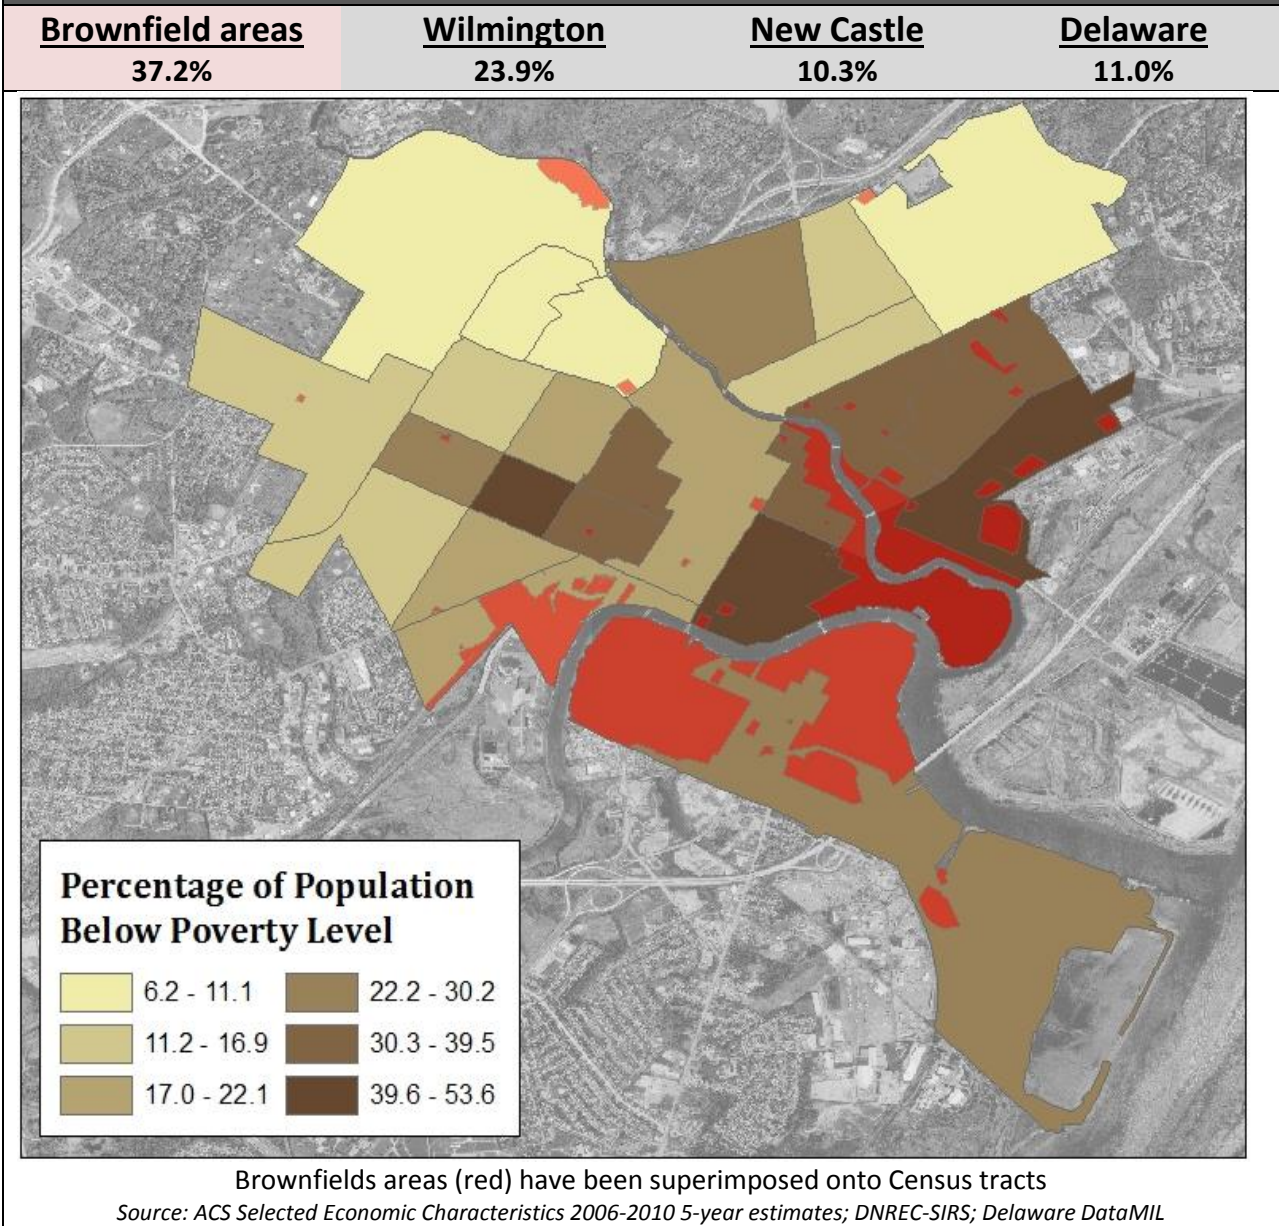 Brownfield areas Wilmington New Castle Delaware
37.2% 23.9% 10.3% 11.0%
Percentage of Population
Below Poverty Level
6.2 - 11.1 22.2 - 30.2
11.2 - 16.9 30.3 - 39.5
17.0 - 22.1 39.6 - 53.6
Brownfields areas (red) have been superimposed onto Census tracts
Source: ACS Selected Economic Characteristics 2006-2010 5-year estimates; DNREC-SIRS; Delaware DataMIL